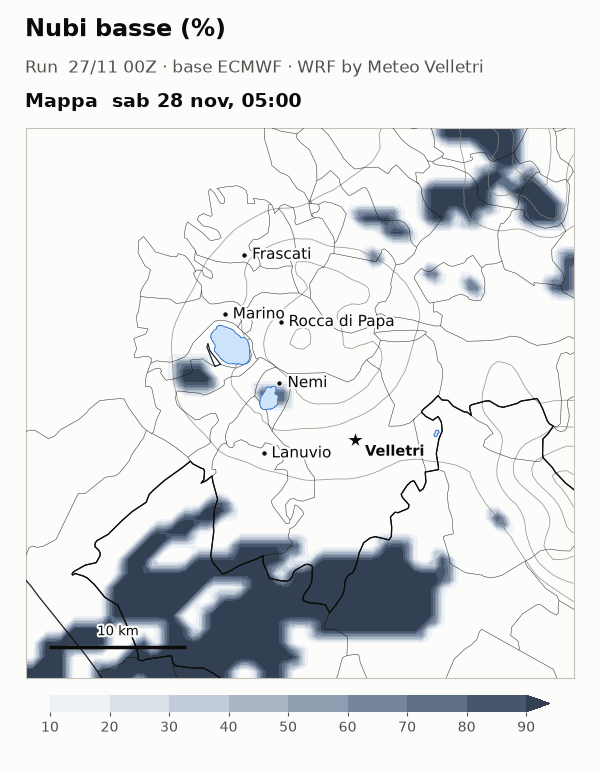 Nubi basse (%)
Run  27/11 00Z · base ECMWF · WRF by Meteo Velletri
Mappa  sab 28 nov, 05:00
Frascati
Marino
Rocca di Papa
Nemi
Velletri
Lanuvio
10 km
10 20 30 40 50 60 70 80 90